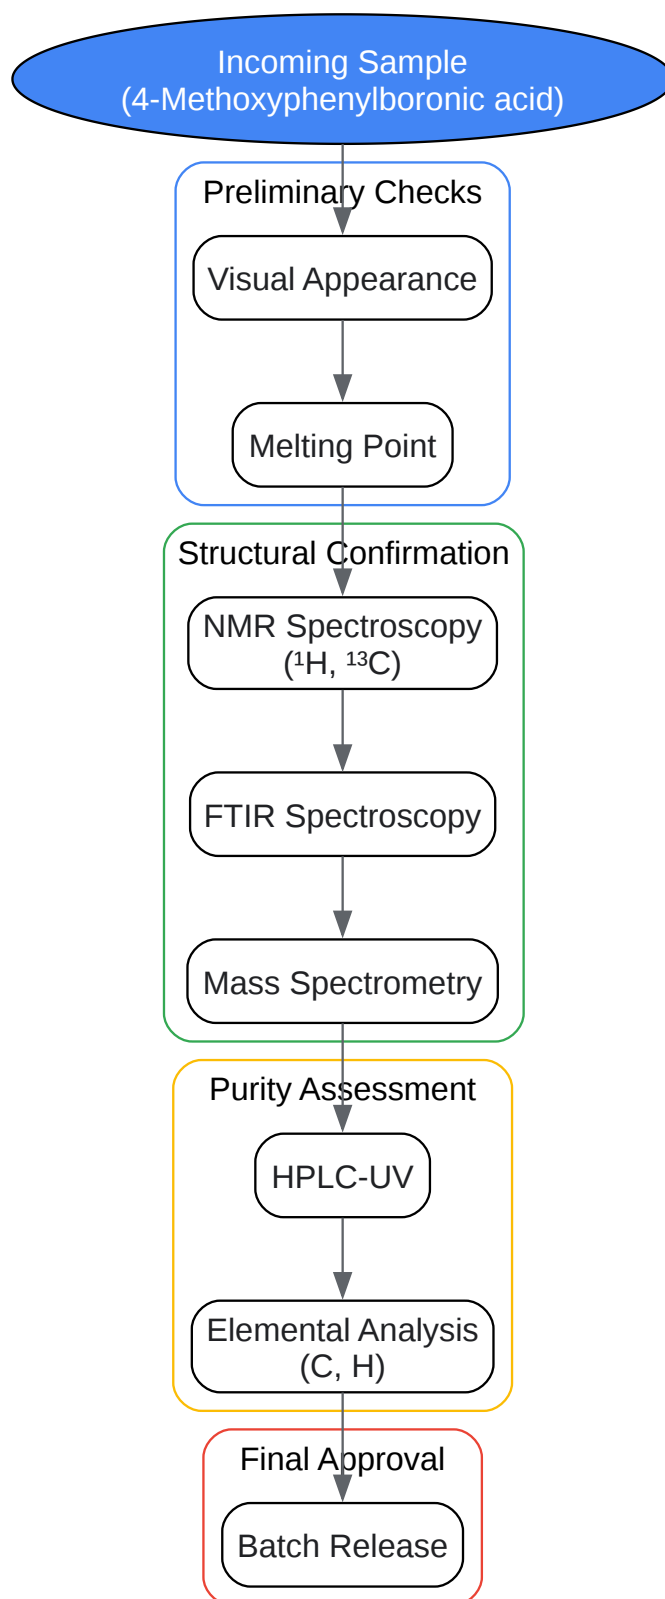 Incoming Sample
(4-Methoxyphenylboronic acid)
Preliminary Checks
Visual Appearance
Melting Point
Structural Confirmation
NMR Spectroscopy
(¹H, ¹³C)
FTIR Spectroscopy
Mass Spectrometry
Purity Assessment
HPLC-UV
Elemental Analysis
(C, H)
Final Approval
Batch Release